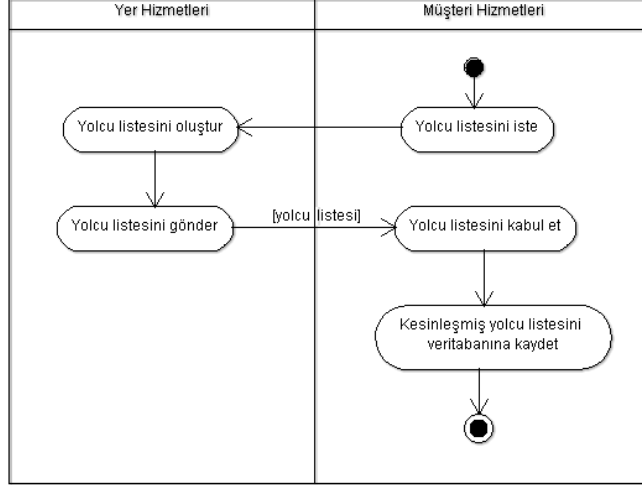 Yer Hizmetleri
Müşteri Hizmetleri
Yolcu listesini oluştur
Yolcu listesini iste
Yolcu listesini gönder
[yolcu listesi]
Yolcu listesini kabul et
Kesinleşmiş yolcu listesini
veritabanına kaydet